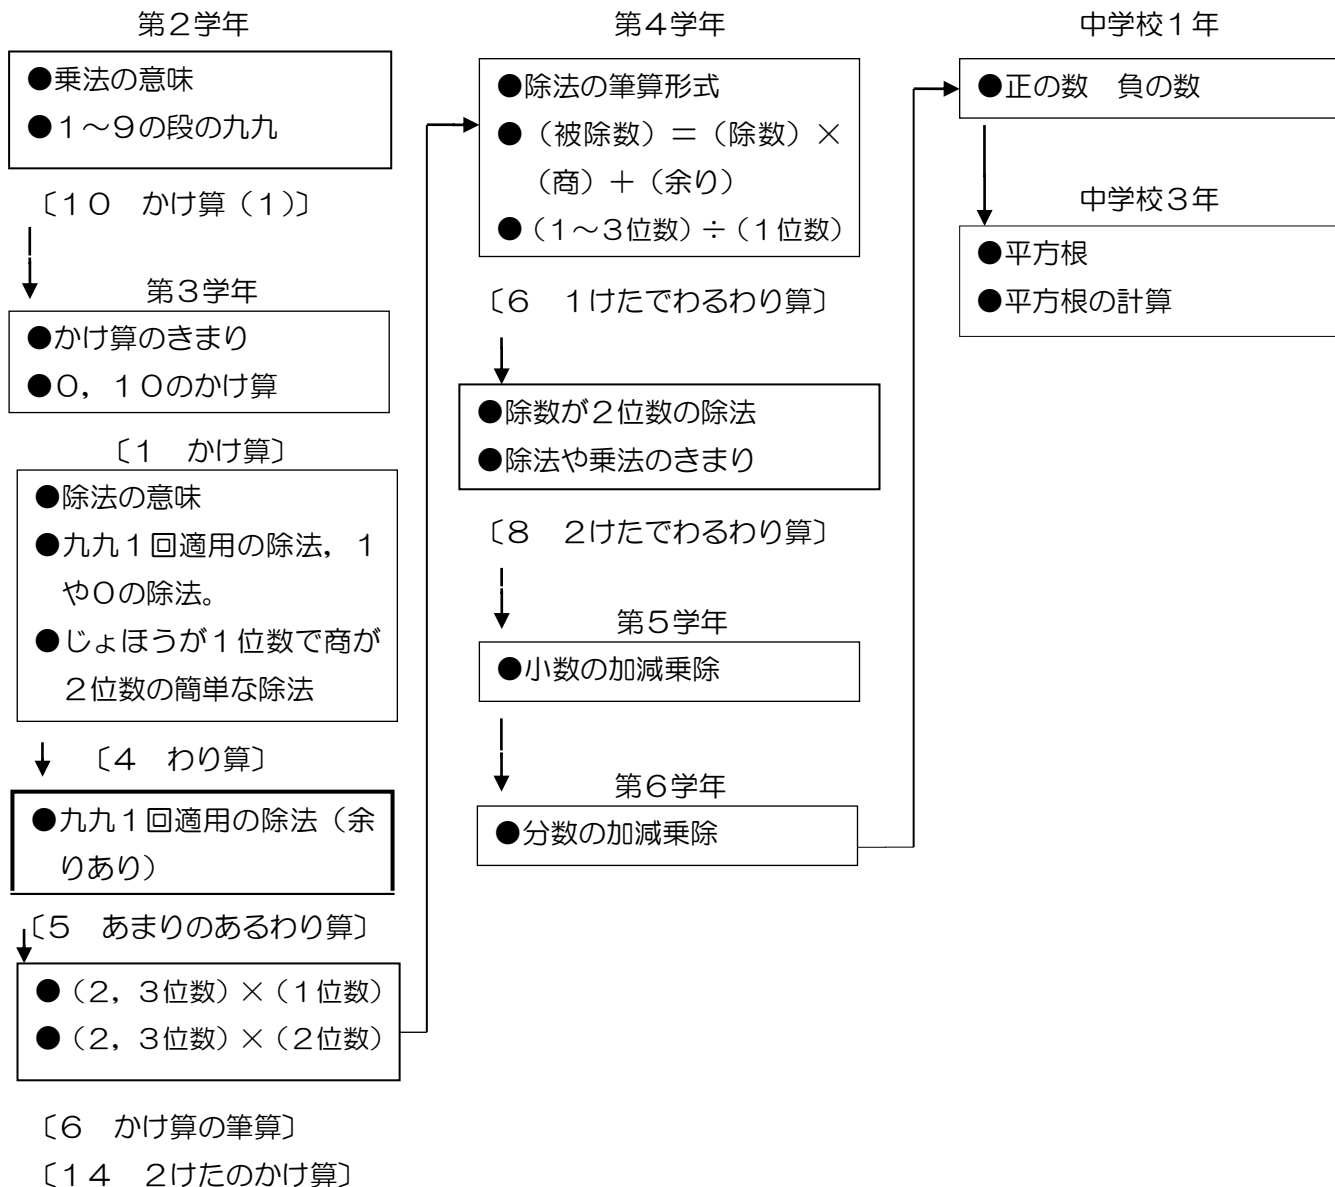 第２学年
●乗法の意味
●１～９の段の九九
〔１０　かけ算（１）〕
第３学年
●かけ算のきまり
●０，１０のかけ算
〔１　かけ算〕
●除法の意味
●九九１回適用の除法，１
や０の除法。
●じょほうが１位数で商が
２位数の簡単な除法
〔４　わり算〕
●九九１回適用の除法（余
りあり）
〔５　あまりのあるわり算〕
●（２，３位数）×（１位数）
●（２，３位数）×（２位数）
〔６　かけ算の筆算〕
〔１４　２けたのかけ算〕
第４学年
●除法の筆算形式
●（被除数）＝（除数）×
（商）＋（余り）
●（１～３位数）÷（１位数）
〔６　１けたでわるわり算〕
●除数が２位数の除法
●除法や乗法のきまり
〔８　２けたでわるわり算〕
第５学年
●小数の加減乗除
第６学年
●分数の加減乗除
中学校１年
●正の数　負の数
中学校３年
●平方根
●平方根の計算